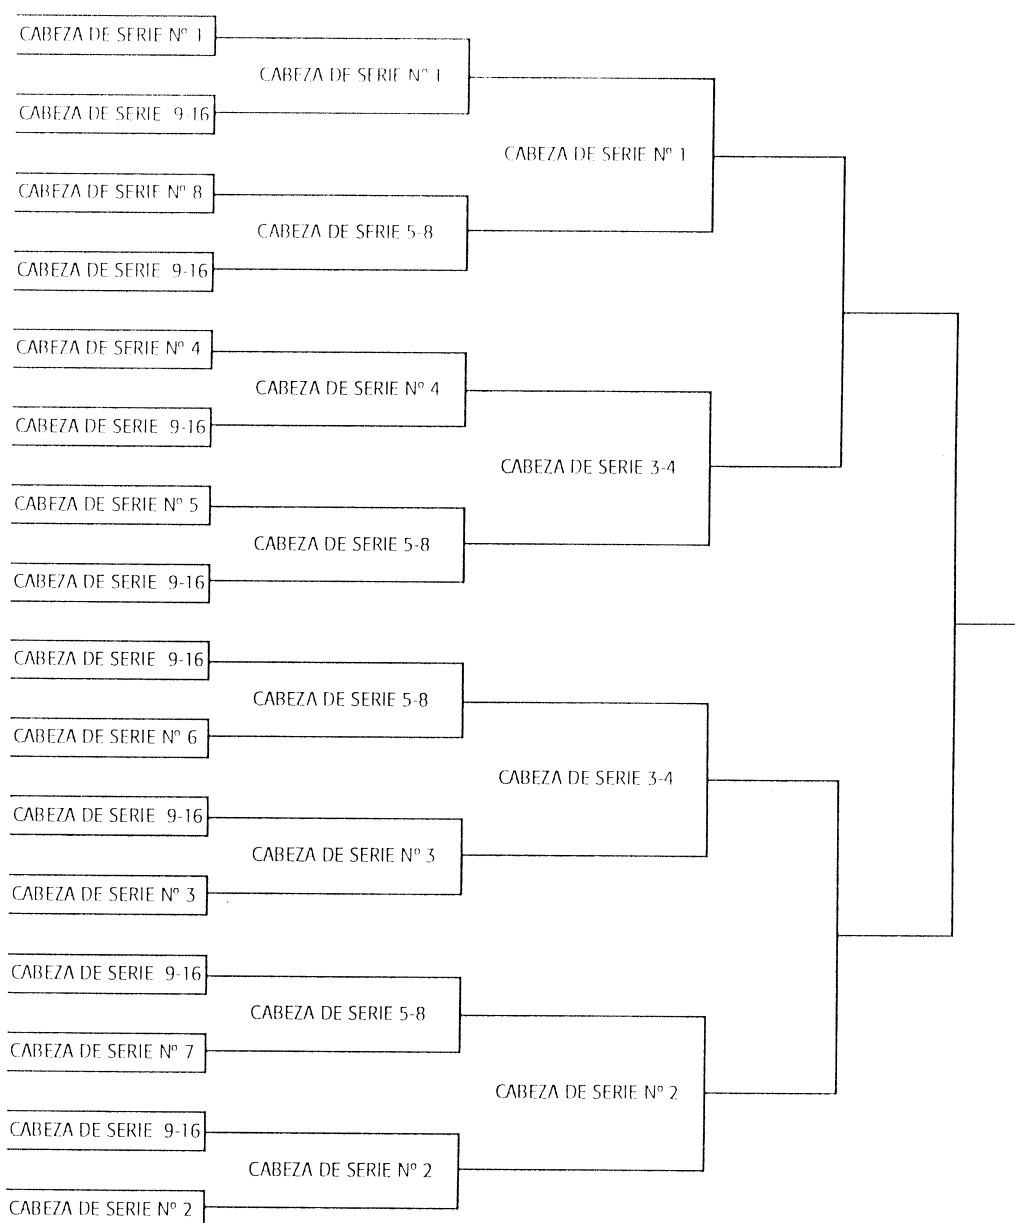 CABEZA DE SERIE Nº 1
CABEZA DE SERIE 9-16
CABEZA DE SERIE Nº 8
CABEZA DE SERIE 9-16
CABEZA DE SERIE Nº 4
CABEZA DE SERIE 9-16
CABEZA DE SERIE Nº 5
CABEZA DE SERIE 9-16
CABEZA DE SERIE 9-16
CABEZA DE SERIE Nº 6
CABEZA DE SERIE 9-16
CABEZA DE SERIE Nº 3
CABEZA DE SERIE 9-16
CABEZA DE SERIE Nº 7
CABEZA DE SERIE 9-16
CABEZA DE SERIE Nº 2
CABEZA DE SERIE Nº 1
CABEZA DE SERIE 5-8
CABEZA DE SERIE Nº 4
CABEZA DE SERIE 5-8
CABEZA DE SERIE 5-8
CABEZA DE SERIE Nº 3
CABEZA DE SERIE 5-8
CABEZA DE SERIE Nº 2
CABEZA DE SERIE Nº 1
CABEZA DE SERIE 3-4
CABEZA DE SERIE 3-4
CABEZA DE SERIE Nº 2